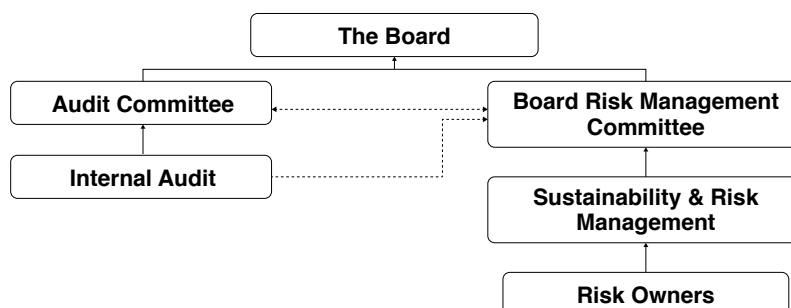 The Board
Audit Committee
Board Risk Management
Committee
Internal Audit
Sustainability & Risk
Management
Risk Owners